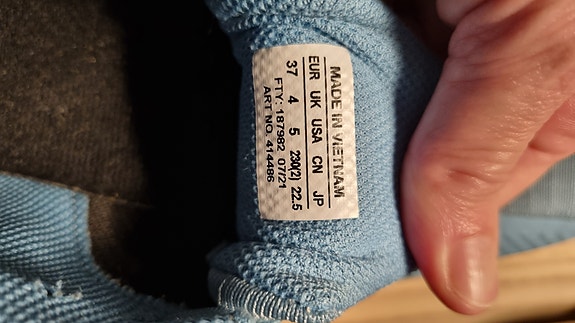 MADE IN VIETNAM
EUR UK USA CN JP
37 4 5 230(2) 22.5
FTY: 187982 07/21
ART NO. 414486